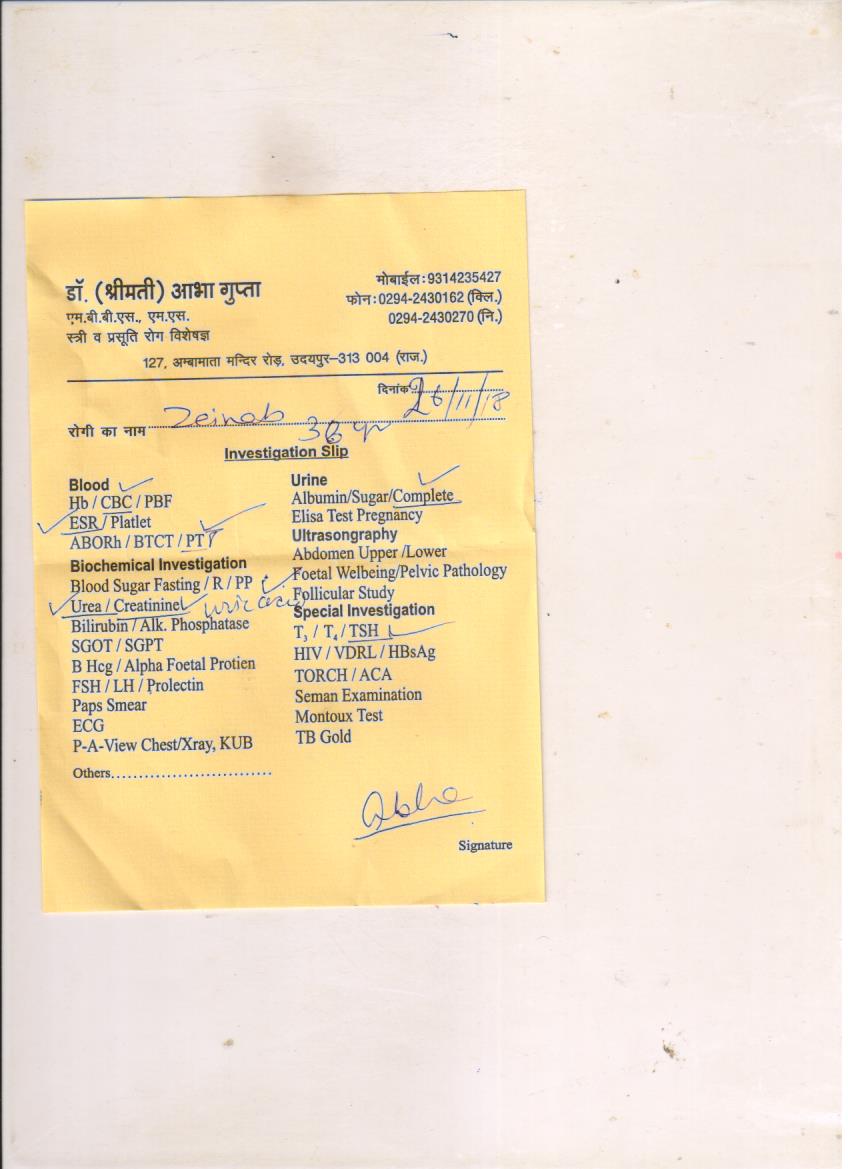 डॉ. (श्रीमती) आभा गुप्ता
एम.बी.बी.एस., एम.एस.
स्त्री व प्रसूति रोग विशेषज्ञ
मोबाईल:9314235427
फोन:0294-2430162 (क्लि.)
0294-2430270 (नि.)
127, अम्बामाता मन्दिर रोड़, उदयपुर–313 004 (राज.)
दिनांक 26/11/18
रोगी का नाम Zeinab 36 yr
Investigation Slip
Blood
Hb / CBC / PBF
ESR / Platlet
ABORh / BTCT / PT
Biochemical Investigation
Blood Sugar Fasting / R / PP
Urea / Creatininel uric acid
Bilirubin / Alk. Phosphatase
SGOT / SGPT
B Hcg / Alpha Foetal Protien
FSH / LH / Prolectin
Paps Smear
ECG
P-A-View Chest/Xray, KUB
Others..............................
Urine
Albumin/Sugar/Complete
Elisa Test Pregnancy
Ultrasongraphy
Abdomen Upper /Lower
Foetal Welbeing/Pelvic Pathology
Follicular Study
Special Investigation
T₃ / T₄ / TSH
HIV / VDRL / HBsAg
TORCH / ACA
Seman Examination
Montoux Test
TB Gold
Abha
Signature